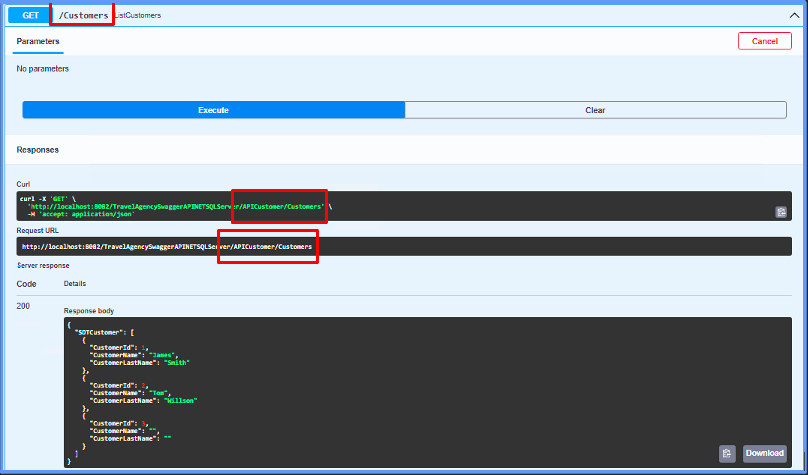 GET /Customers ListCustomers
Parameters
Cancel
No parameters
Execute
Clear
Responses
Curl
curl -X 'GET' \
'http://localhost:8082/TravelAgencySwaggerAPINETSQLServer/APICustomer/Customers' \
-H 'accept: application/json'
Request URL
http://localhost:8082/TravelAgencySwaggerAPINETSQLServer/APICustomer/Customers
Server response
Code Details
200
Response body
{
"SDTCustomer": [
{
"CustomerId": 1,
"CustomerName": "James",
"CustomerLastName": "Smith"
},
{
"CustomerId": 2,
"CustomerName": "Tom",
"CustomerLastName": "Willson"
},
{
"CustomerId": 3,
"CustomerName": "",
"CustomerLastName": ""
}
]
}
Download